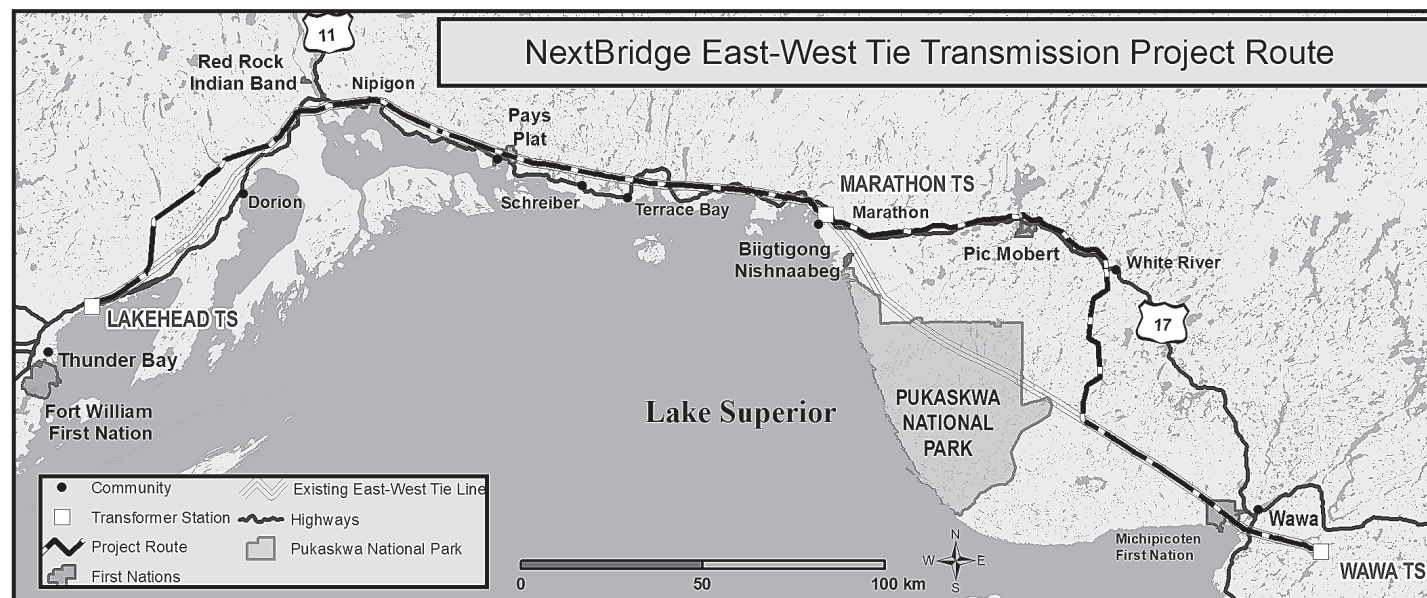 NextBridge East-West Tie Transmission Project Route
11
Red Rock
Indian Band
Nipigon
Pays
Plat
Dorion
Schreiber
Terrace Bay
MARATHON TS
Marathon
Biigtigong
Nishnaabeg
Pic Mobert
White River
17
LAKEHEAD TS
Thunder Bay
Fort William
First Nation
Lake Superior
PUKASKWA
NATIONAL
PARK
Community
Existing East-West Tie Line
Transformer Station
Highways
Project Route
Pukaskwa National Park
First Nations
0 50 100 km
N
W E
S
Michipicoten
First Nation
Wawa
WAWA TS